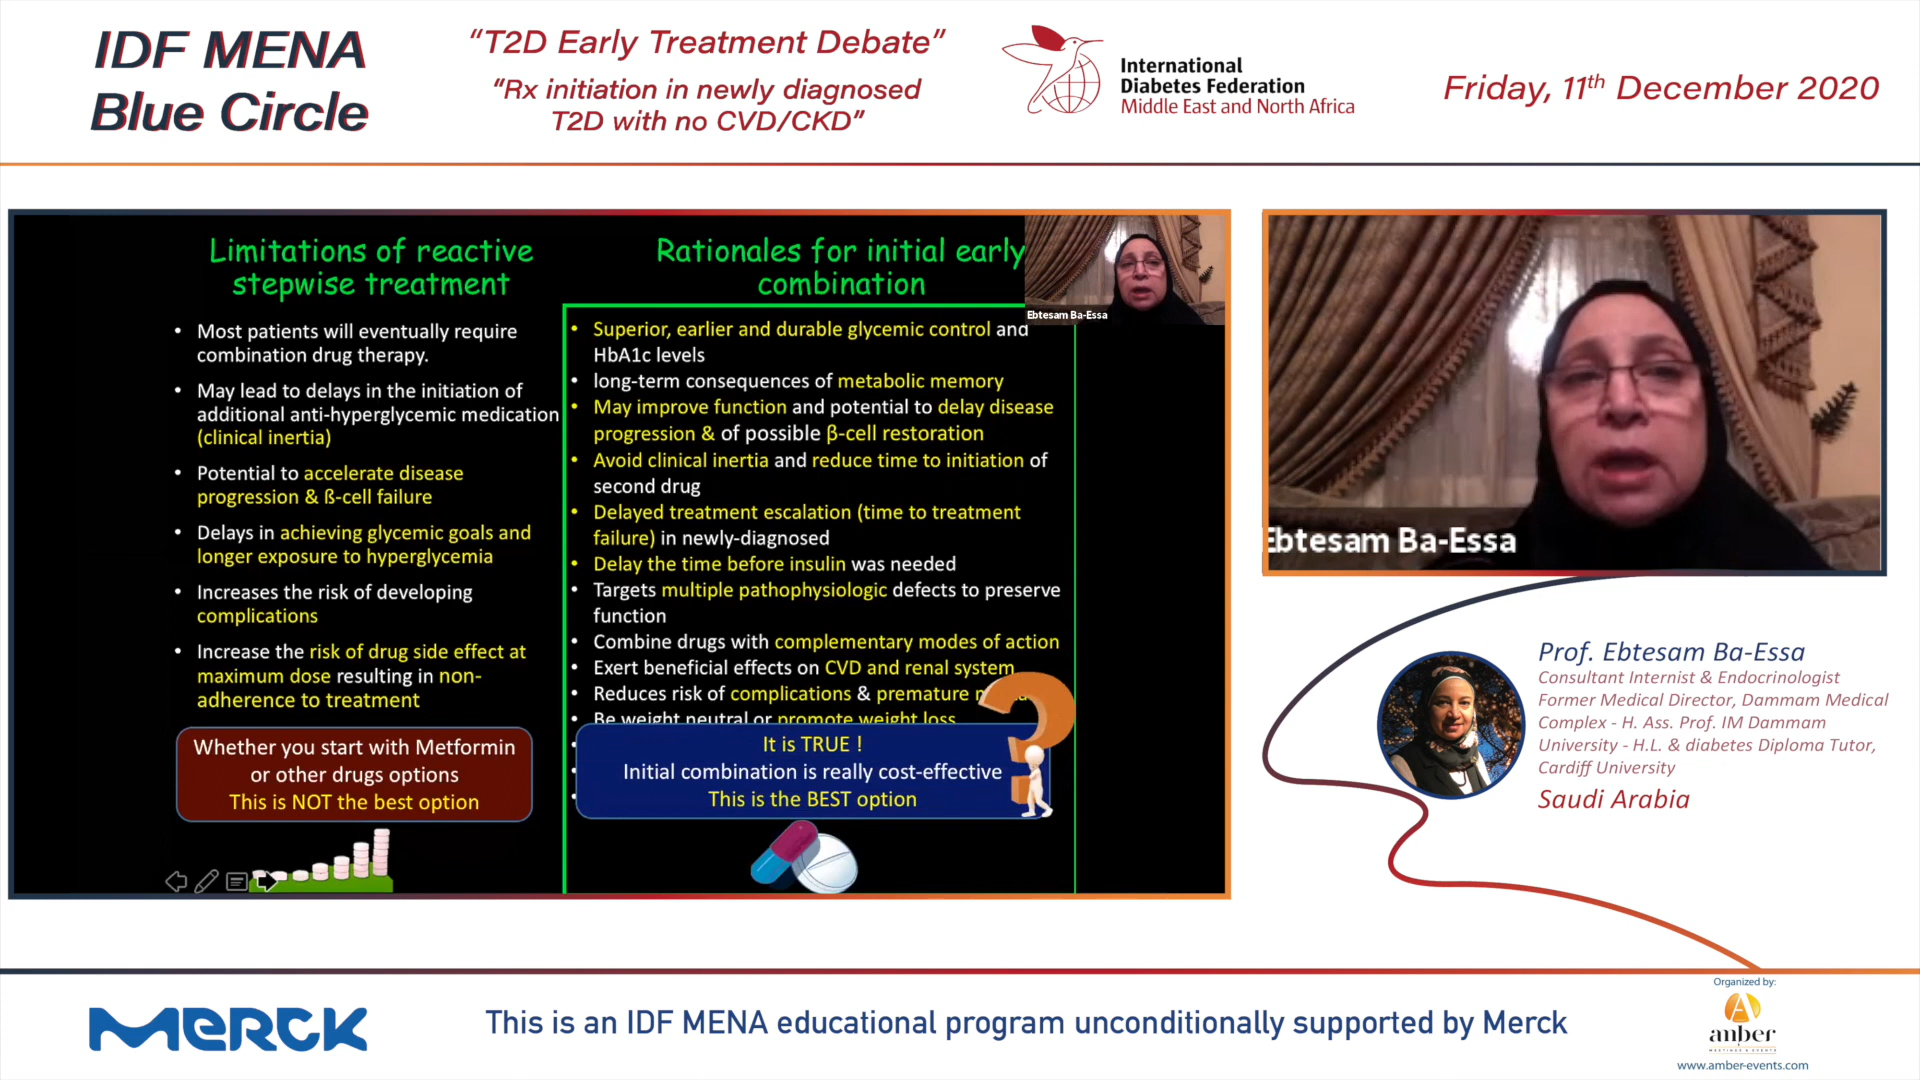 IDF MENA
Blue Circle
“T2D Early Treatment Debate”
“Rx initiation in newly diagnosed
T2D with no CVD/CKD”
International
Diabetes Federation
Middle East and North Africa
Friday, 11th December 2020
Limitations of reactive
stepwise treatment
• Most patients will eventually require
combination drug therapy.
• May lead to delays in the initiation of
additional anti-hyperglycemic medication
(clinical inertia)
• Potential to accelerate disease
progression & ß-cell failure
• Delays in achieving glycemic goals and
longer exposure to hyperglycemia
• Increases the risk of developing
complications
• Increase the risk of drug side effect at
maximum dose resulting in non-
adherence to treatment
Whether you start with Metformin
or other drugs options
This is NOT the best option
Rationales for initial early
combination
• Superior, earlier and durable glycemic control and
HbA1c levels
• long-term consequences of metabolic memory
• May improve function and potential to delay disease
progression & of possible β-cell restoration
• Avoid clinical inertia and reduce time to initiation of
second drug
• Delayed treatment escalation (time to treatment
failure) in newly-diagnosed
• Delay the time before insulin was needed
• Targets multiple pathophysiologic defects to preserve
function
• Combine drugs with complementary modes of action
• Exert beneficial effects on CVD and renal system
• Reduces risk of complications & premature
• Be weight neutral or promote weight loss
It is TRUE !
Initial combination is really cost-effective
This is the BEST option
?
Ebtesam Ba-Essa
Ebtesam Ba-Essa
Prof. Ebtesam Ba-Essa
Consultant Internist & Endocrinologist
Former Medical Director, Dammam Medical
Complex - H. Ass. Prof. IM Dammam
University - H.L. & diabetes Diploma Tutor,
Cardiff University
Saudi Arabia
MERCK
This is an IDF MENA educational program unconditionally supported by Merck
Organized by:
A
anber
MEETINGS & EVENTS
www.amber-events.com